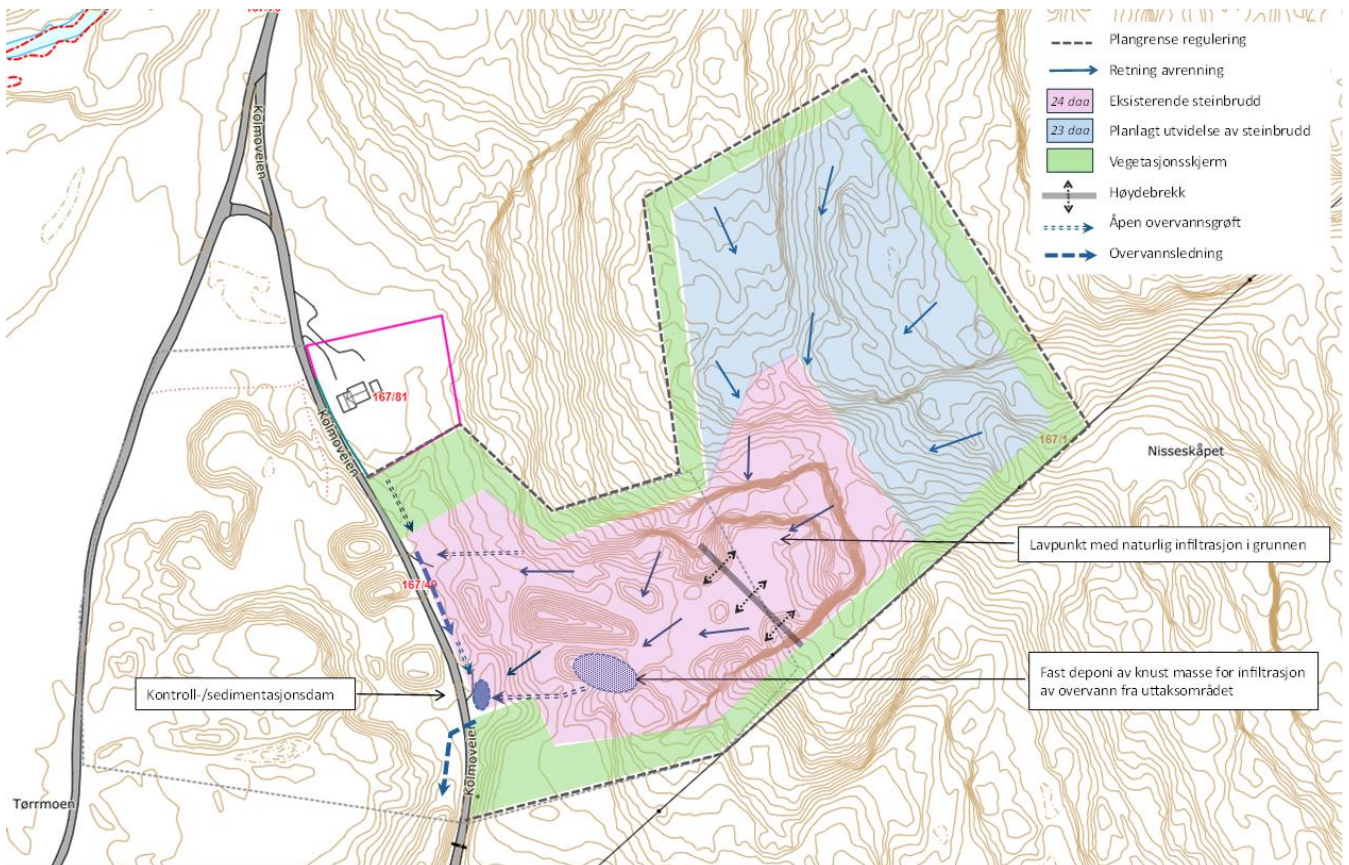 Plangrense regulering
Retning avrenning
24 daa
Eksisterende steinbrudd
23 daa
Planlagt utvidelse av steinbrudd
Vegetasjonsskjerm
Høydebrekk
Åpen overvannsgrøft
Overvannsledning
Kolmoveien
167/81
Kolmoveien
167/1
Nisseskåpet
Lavpunkt med naturlig infiltrasjon i grunnen
Fast deponi av knust masse for infiltrasjon
av overvann fra uttaksområdet
Kontroll-/sedimentasjonsdam
Kolmoveien
Tørrmoen